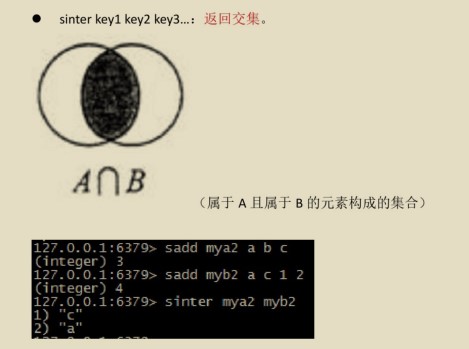 ● sinter key1 key2 key3…：返回交集。
A⋂B
（属于 A 且属于 B 的元素构成的集合）
127.0.0.1:6379> sadd mya2 a b c
(integer) 3
127.0.0.1:6379> sadd myb2 a c 1 2
(integer) 4
127.0.0.1:6379> sinter mya2 myb2
1) "c"
2) "a"